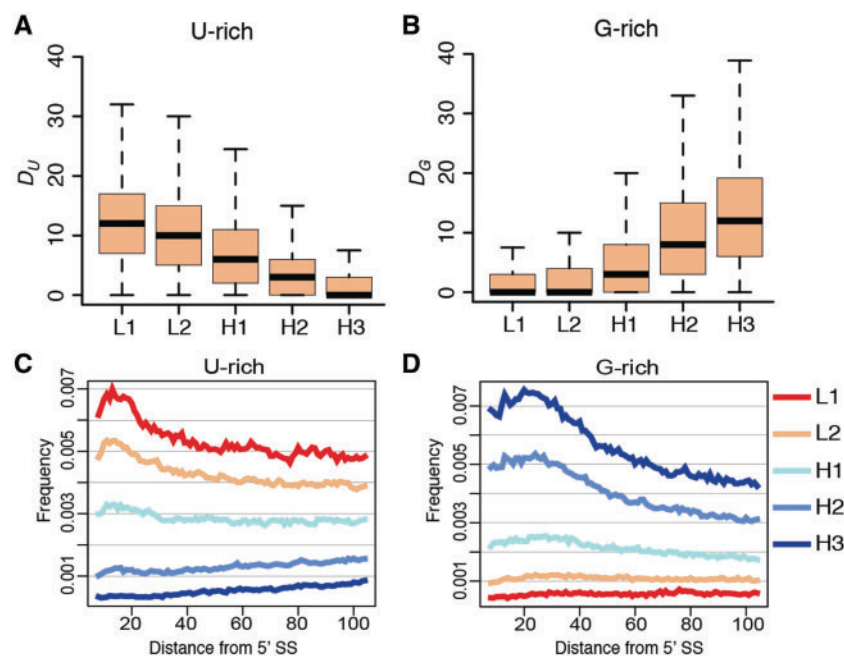 A
U-rich
D_U
0
10
20
30
40
L1 L2 H1 H2 H3
B
G-rich
D_G
0
10
20
30
40
L1 L2 H1 H2 H3
C
U-rich
Frequency
0.001
0.003
0.005
0.007
20 40 60 80 100
Distance from 5' SS
D
G-rich
Frequency
0.001
0.003
0.005
0.007
20 40 60 80 100
Distance from 5' SS
L1
L2
H1
H2
H3